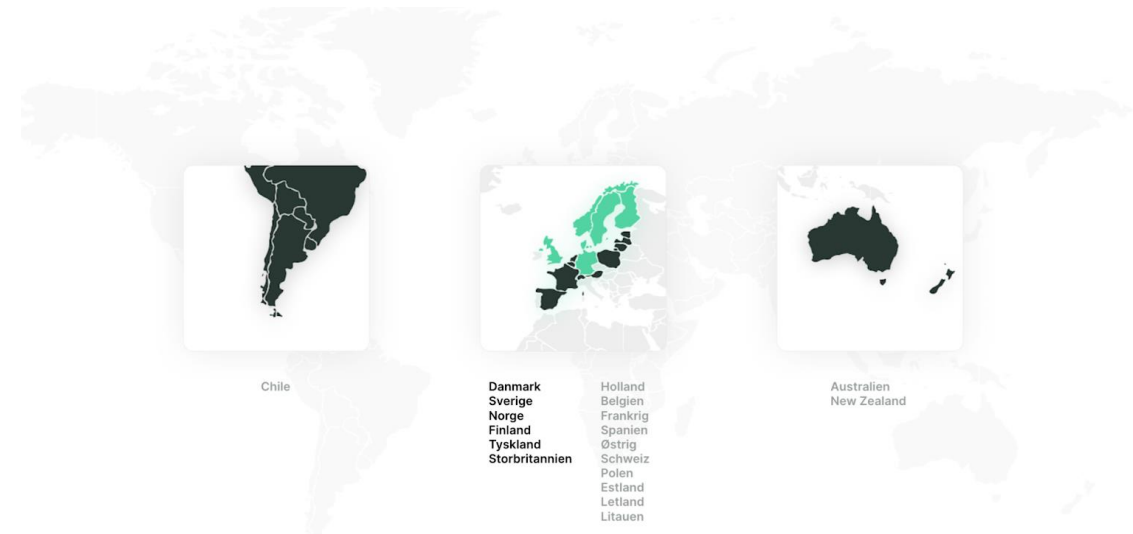 Chile
Danmark
Sverige
Norge
Finland
Tyskland
Storbritannien
Holland
Belgien
Frankrig
Spanien
Østrig
Schweiz
Polen
Estland
Letland
Litauen
Australien
New Zealand